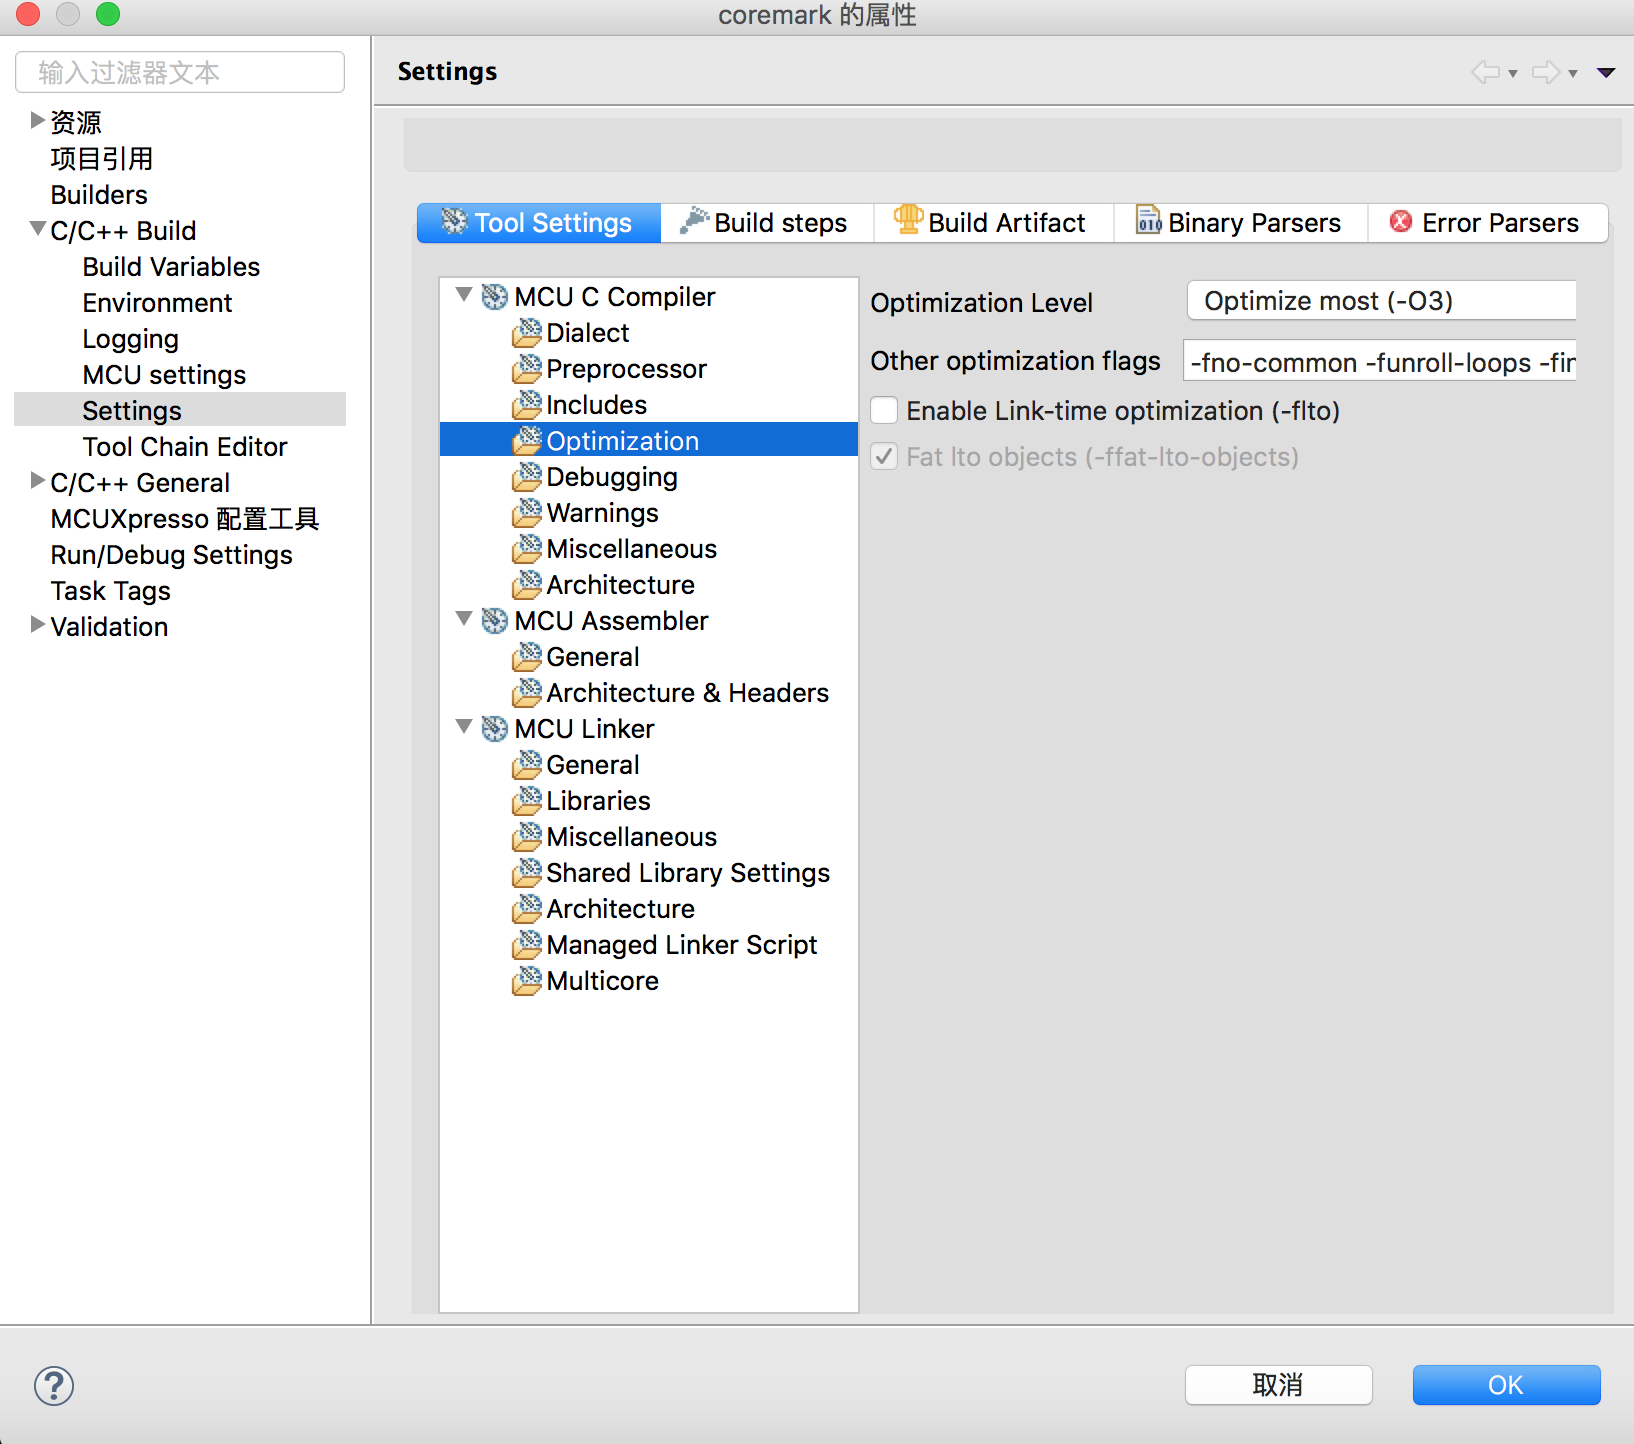 coremark 的属性
输入过滤器文本
资源
项目引用
Builders
C/C++ Build
Build Variables
Environment
Logging
MCU settings
Settings
Tool Chain Editor
C/C++ General
MCUXpresso 配置工具
Run/Debug Settings
Task Tags
Validation
Settings
Tool Settings Build steps Build Artifact Binary Parsers Error Parsers
MCU C Compiler
Dialect
Preprocessor
Includes
Optimization
Debugging
Warnings
Miscellaneous
Architecture
MCU Assembler
General
Architecture & Headers
MCU Linker
General
Libraries
Miscellaneous
Shared Library Settings
Architecture
Managed Linker Script
Multicore
Optimization Level Optimize most (-O3)
Other optimization flags -fno-common -funroll-loops -fin
Enable Link-time optimization (-flto)
Fat lto objects (-ffat-lto-objects)
?
取消 OK